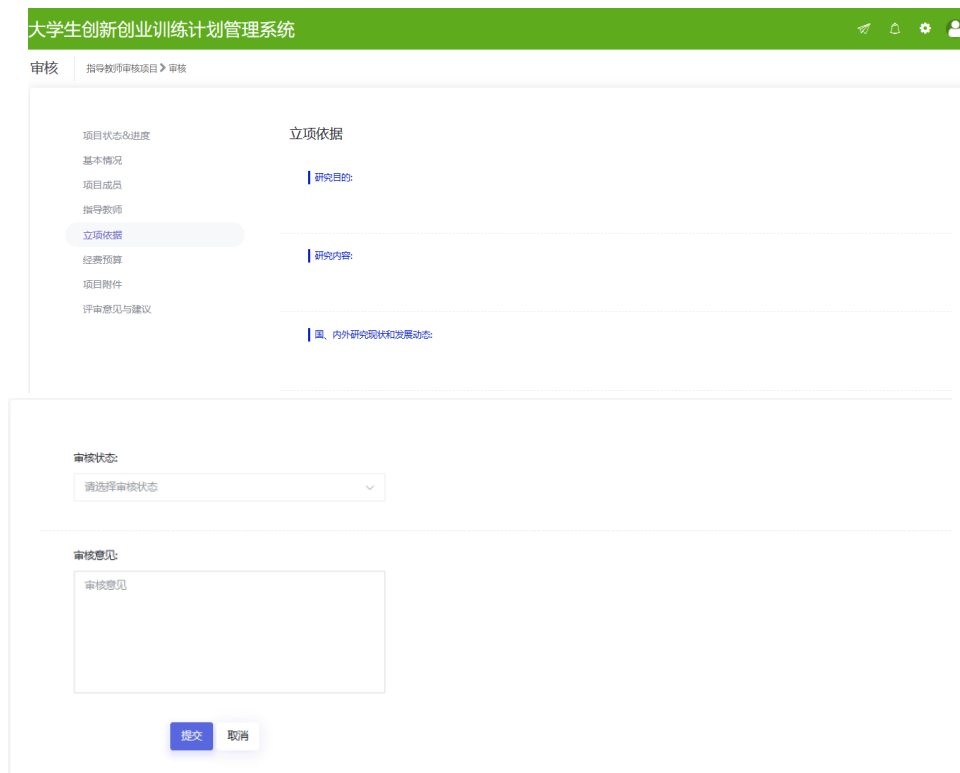 大学生创新创业训练计划管理系统
审核 指导教师审核项目 > 审核
项目状态&进度
基本情况
项目成员
指导教师
立项依据
经费预算
项目附件
评审意见与建议
立项依据
研究目的:
研究内容:
国、内外研究现状和发展动态:
审核状态:
请选择审核状态
审核意见:
审核意见
提交 取消